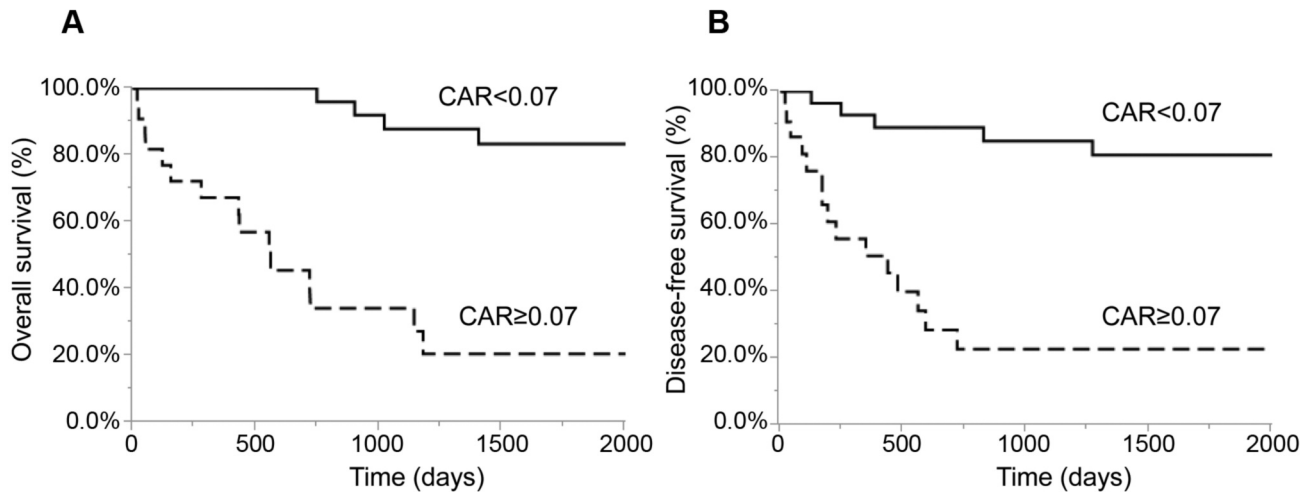 A
Overall survival (%)
100.0%
80.0%
60.0%
40.0%
20.0%
0.0%
CAR<0.07
CAR≥0.07
0 500 1000 1500 2000
Time (days)
B
Disease-free survival (%)
100.0%
80.0%
60.0%
40.0%
20.0%
0.0%
CAR<0.07
CAR≥0.07
0 500 1000 1500 2000
Time (days)